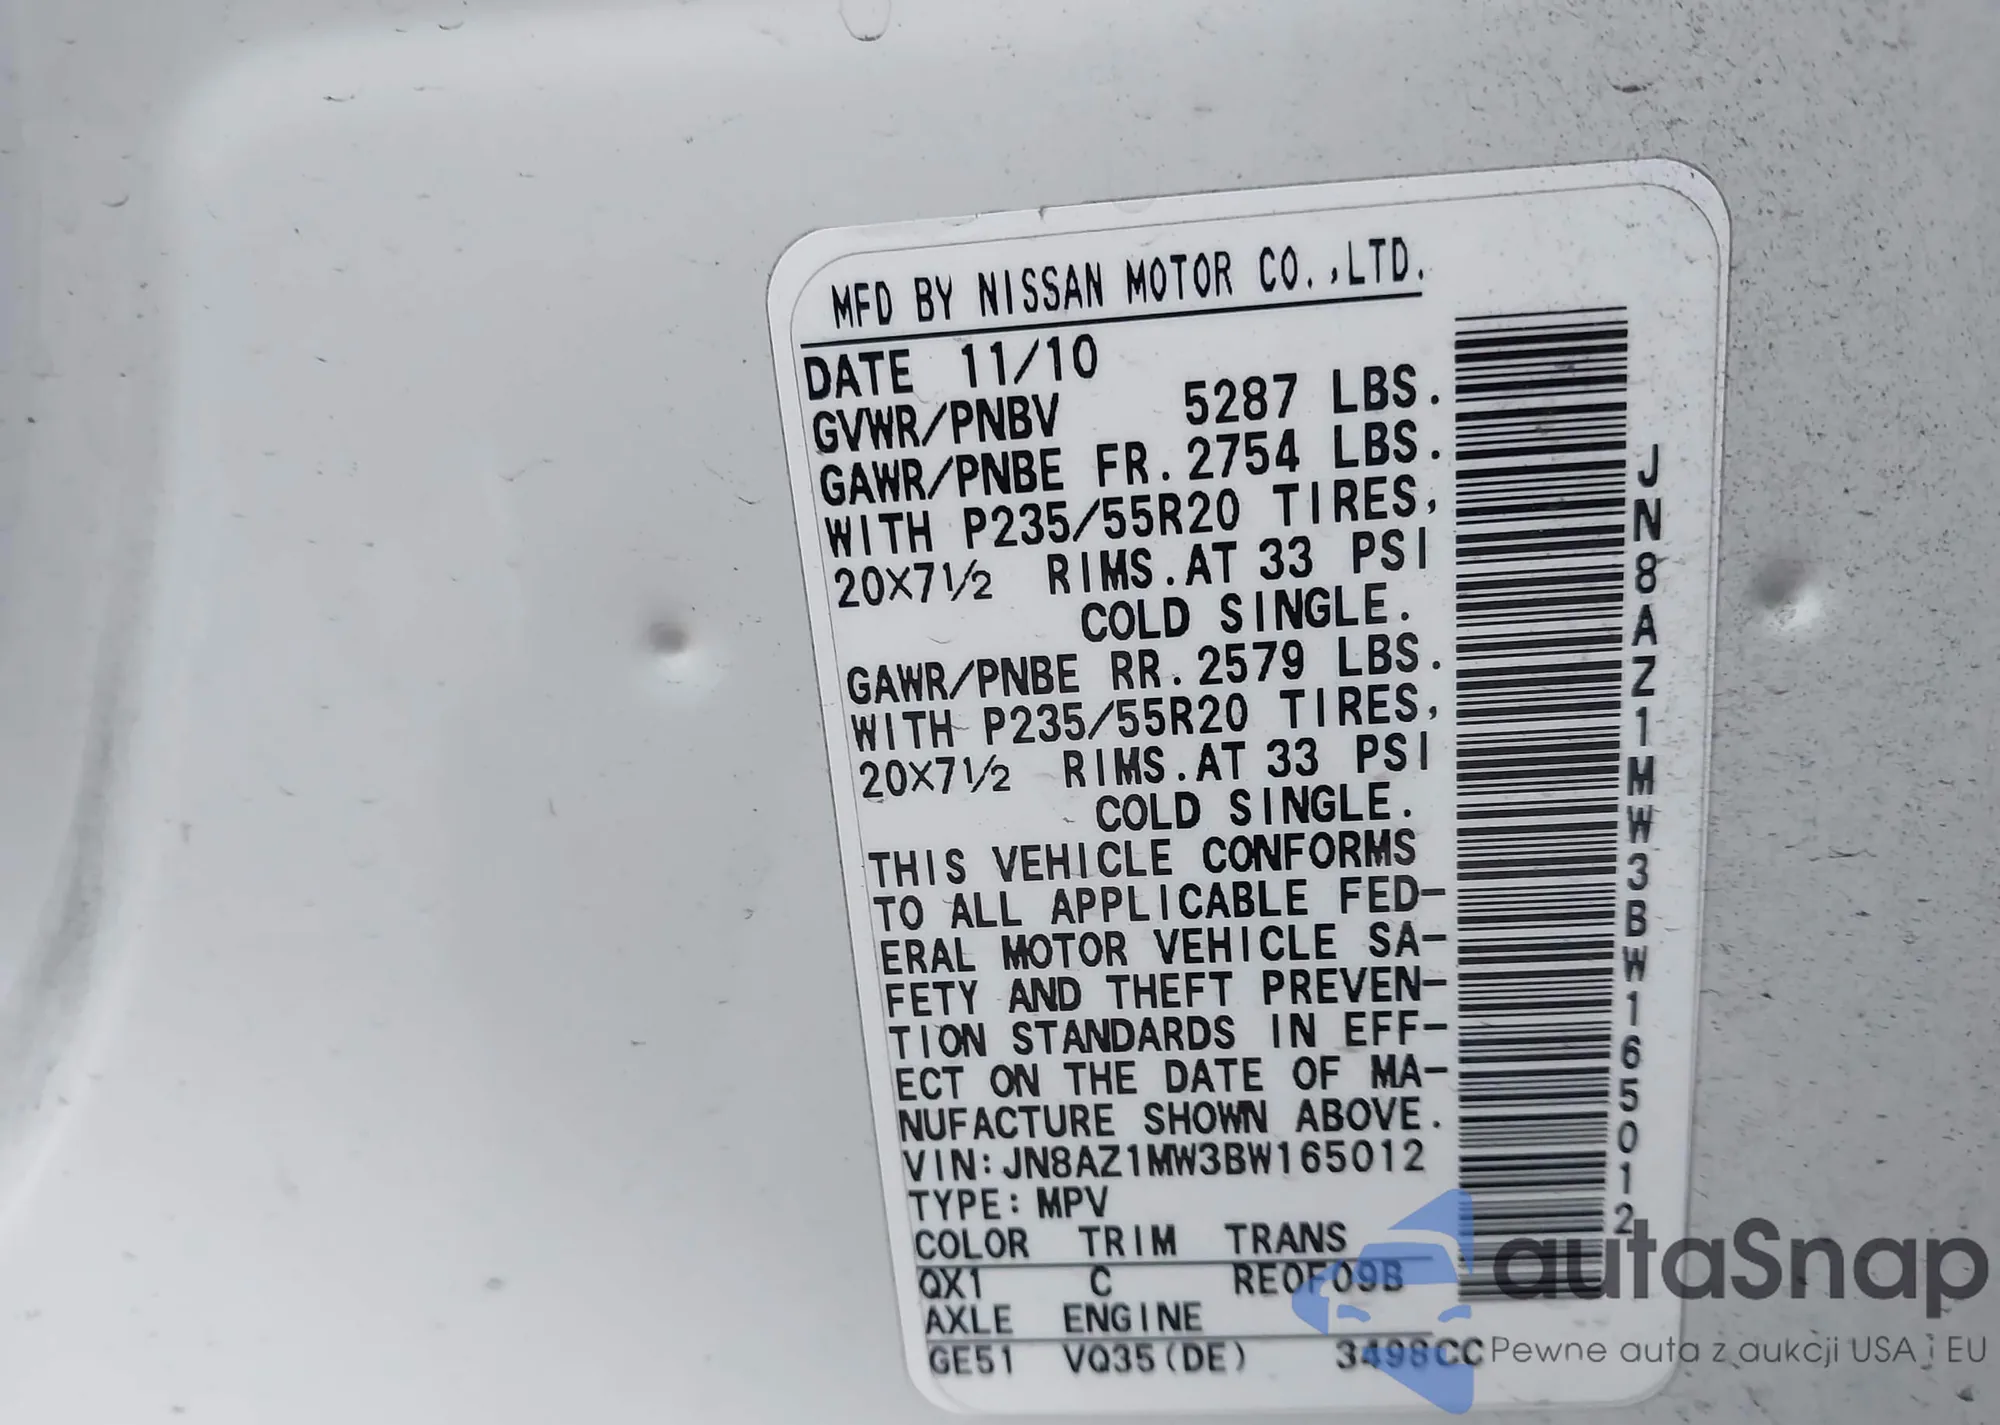 MFD BY NISSAN MOTOR CO.,LTD.
DATE 11/10
GVWR/PNBV 5287 LBS.
GAWR/PNBE FR. 2754 LBS.
WITH P235/55R20 TIRES,
20X7½ RIMS.AT 33 PSI
COLD SINGLE.
GAWR/PNBE RR. 2579 LBS.
WITH P235/55R20 TIRES,
20X7½ RIMS.AT 33 PSI
COLD SINGLE.
THIS VEHICLE CONFORMS
TO ALL APPLICABLE FED-
ERAL MOTOR VEHICLE SA-
FETY AND THEFT PREVEN-
TION STANDARDS IN EFF-
ECT ON THE DATE OF MA-
NUFACTURE SHOWN ABOVE.
VIN:JN8AZ1MW3BW165012
TYPE:MPV
COLOR TRIM TRANS
QX1 C RE0F09B
AXLE ENGINE
GE51 VQ35(DE) 3498CC
JN8AZ1MW3BW165012
autaSnap
Pewne auta z aukcji USA i EU